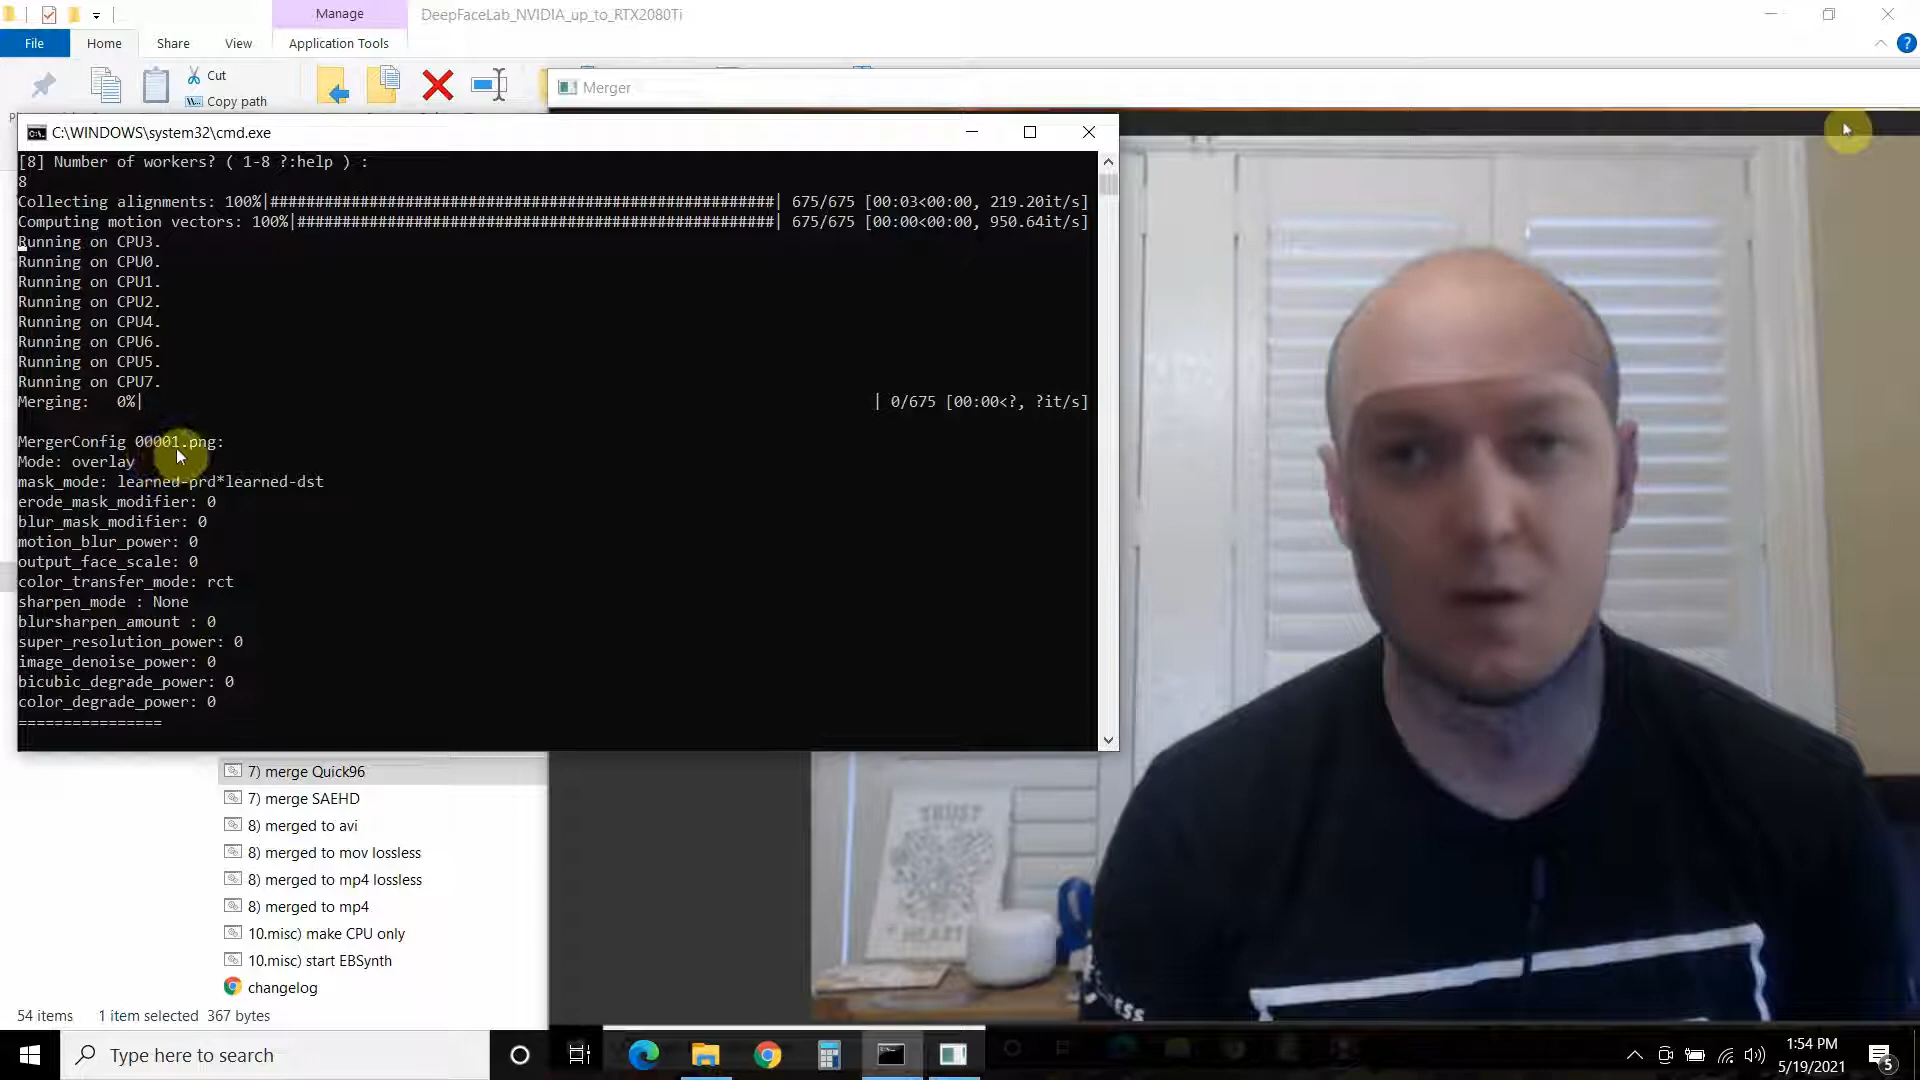 Manage
DeepFaceLab_NVIDIA_up_to_RTX2080Ti
File
Home
Share
View
Application Tools
Cut
Copy path
Merger
C:\WINDOWS\system32\cmd.exe
[8] Number of workers? ( 1-8 ?:help ) :
8
Collecting alignments: 100%|########################################################| 675/675 [00:03<00:00, 219.20it/s]
Computing motion vectors: 100%|#####################################################| 675/675 [00:00<00:00, 950.64it/s]
Running on CPU3.
Running on CPU0.
Running on CPU1.
Running on CPU2.
Running on CPU4.
Running on CPU6.
Running on CPU5.
Running on CPU7.
Merging: 0%| | 0/675 [00:00<?, ?it/s]
MergerConfig 00001.png:
Mode: overlay
mask_mode: learned-prd*learned-dst
erode_mask_modifier: 0
blur_mask_modifier: 0
motion_blur_power: 0
output_face_scale: 0
color_transfer_mode: rct
sharpen_mode : None
blursharpen_amount : 0
super_resolution_power: 0
image_denoise_power: 0
bicubic_degrade_power: 0
color_degrade_power: 0
================
7) merge Quick96
7) merge SAEHD
8) merged to avi
8) merged to mov lossless
8) merged to mp4 lossless
8) merged to mp4
10.misc) make CPU only
10.misc) start EBSynth
changelog
TRUST
HEART
54 items 1 item selected 367 bytes
Type here to search
1:54 PM
5/19/2021
5